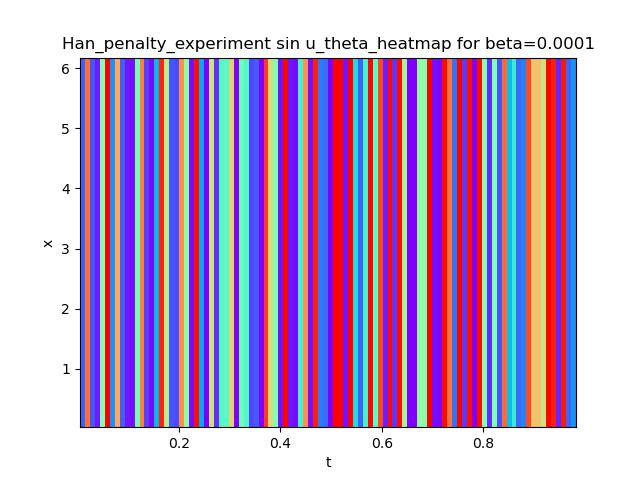 Han_penalty_experiment sin u_theta_heatmap for beta=0.0001
6
5
4
3
2
1
x
0.2 0.4 0.6 0.8
t